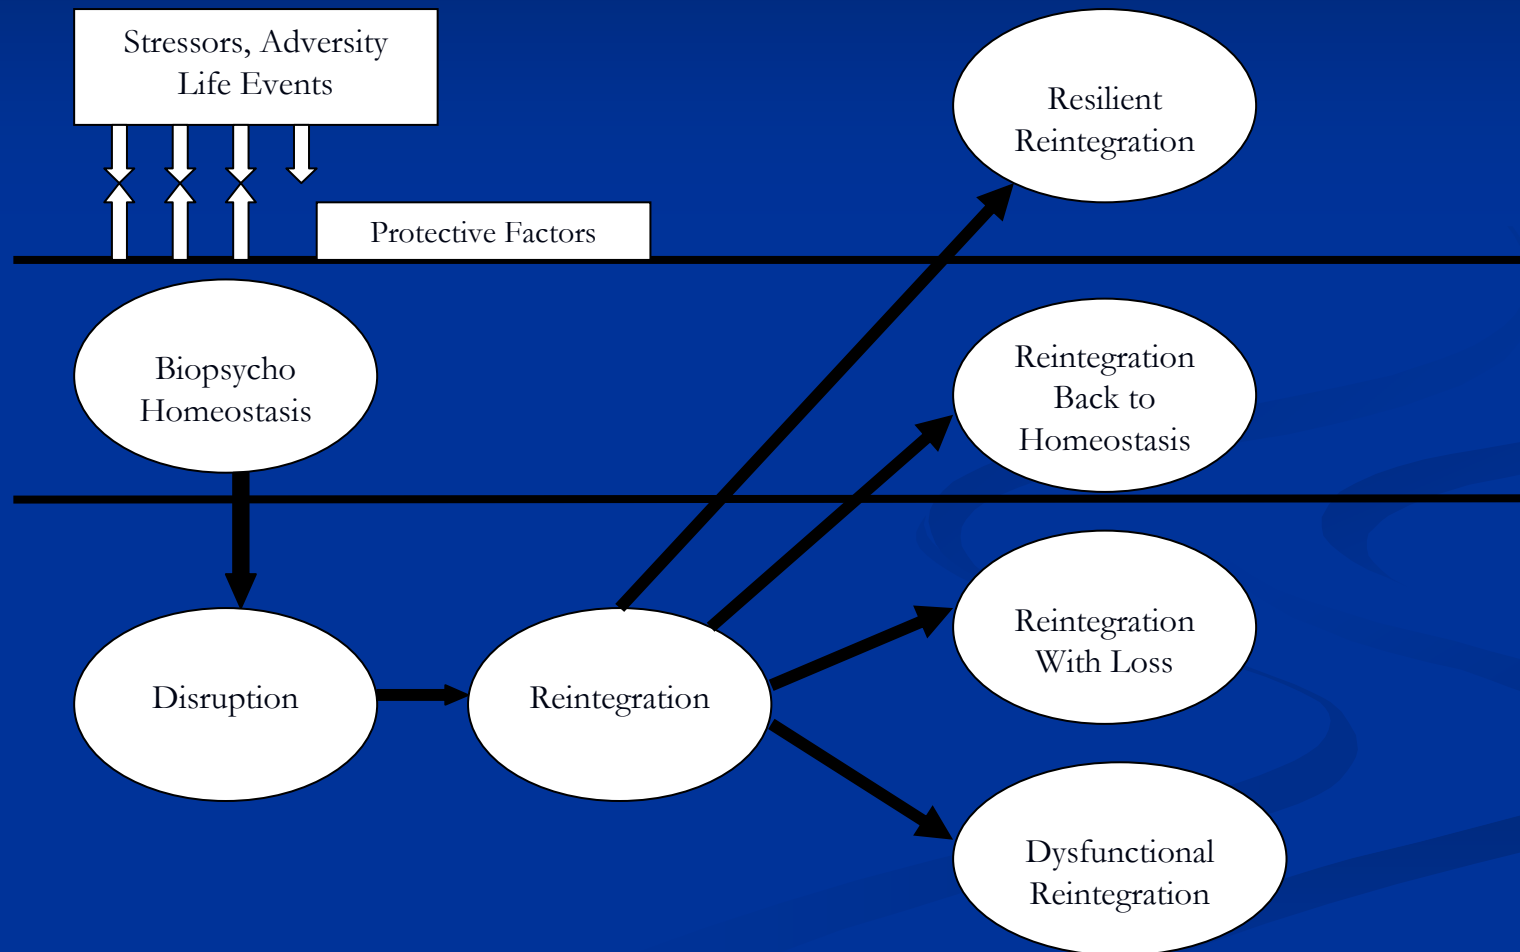 Stressors, Adversity
Life Events
Protective Factors
Biopsycho
Homeostasis
Disruption
Reintegration
Resilient
Reintegration
Reintegration
Back to
Homeostasis
Reintegration
With Loss
Dysfunctional
Reintegration